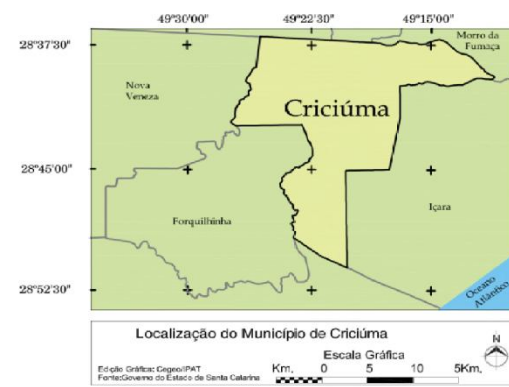 49°30'00" 49°22'30" 49°15'00"
28°37'30"
Morro da
Fumaça
Nova
Veneza
Criciúma
28°45'00"
Forquilhinha
Içara
28°52'30"
Oceano
Atlântico
Localização do Município de Criciúma
N
Escala Gráfica
Edição Gráfica: Cegeo/IPAT
Fonte:Governo do Estado de Santa Catarina
Km, 0 5 10 5Km,